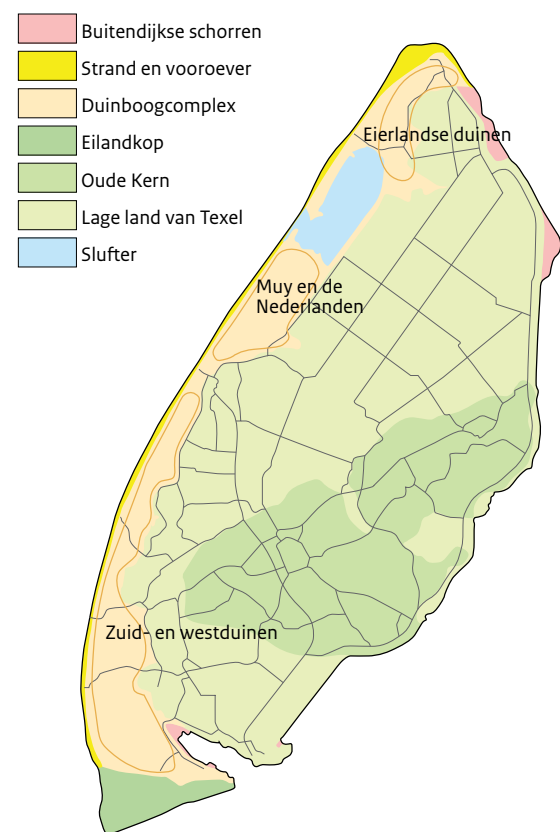 Buitendijkse schorren
Strand en vooroever
Duinboogcomplex
Eilandkop
Oude Kern
Lage land van Texel
Slufter
Eierlandse duinen
Muy en de
Nederlanden
Zuid- en westduinen